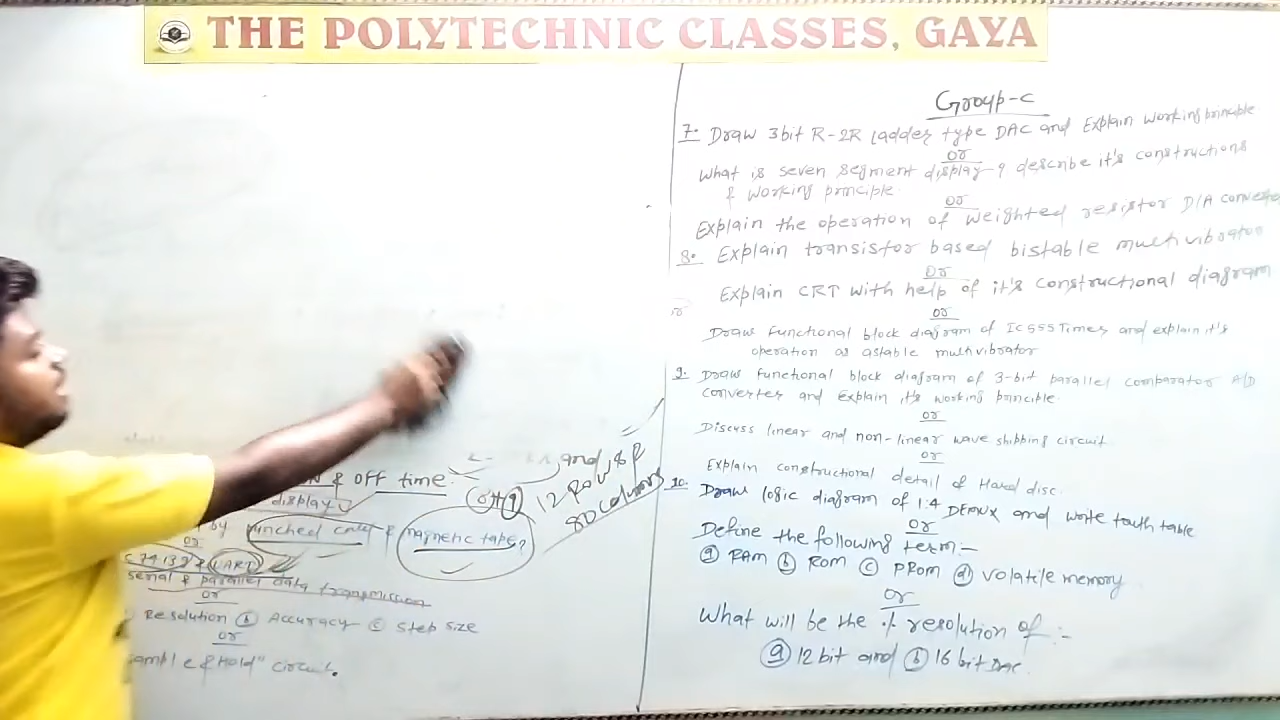 THE POLYTECHNIC CLASSES, GAYA
& OFF time.
display
by punched card & magnetic tape?
or
74138 & UART
serial & parallel data transmission
or
Resolution (b) Accuracy (c) Step size
or
sample & Hold" circuit.
and
0 & 1
12 Row &
80 columns
Group-C
7. Draw 3bit R-2R ladder type DAC and Explain working principle
or
What is seven segment display & describe it's constructions
& working principle.
or
Explain the operation of weighted resistor D/A converter
8. Explain transistor based bistable multivibrator
or
Explain CRT with help of it's constructional diagram
or
Draw functional block diagram of IC555 Timer and explain it's
operation as astable multivibrator
9. Draw functional block diagram of 3-bit parallel comparator A/D
converter and explain its working principle.
or
Discuss linear and non-linear wave shipping circuit.
or
Explain constructional detail of Hard disc.
10. Draw logic diagram of 1:4 DEMUX and write truth table
or
Define the following term:-
(a) RAM (b) ROM (c) PROM (d) volatile memory
or
What will be the % resolution of :-
(a) 12 bit and (b) 16 bit DAC.